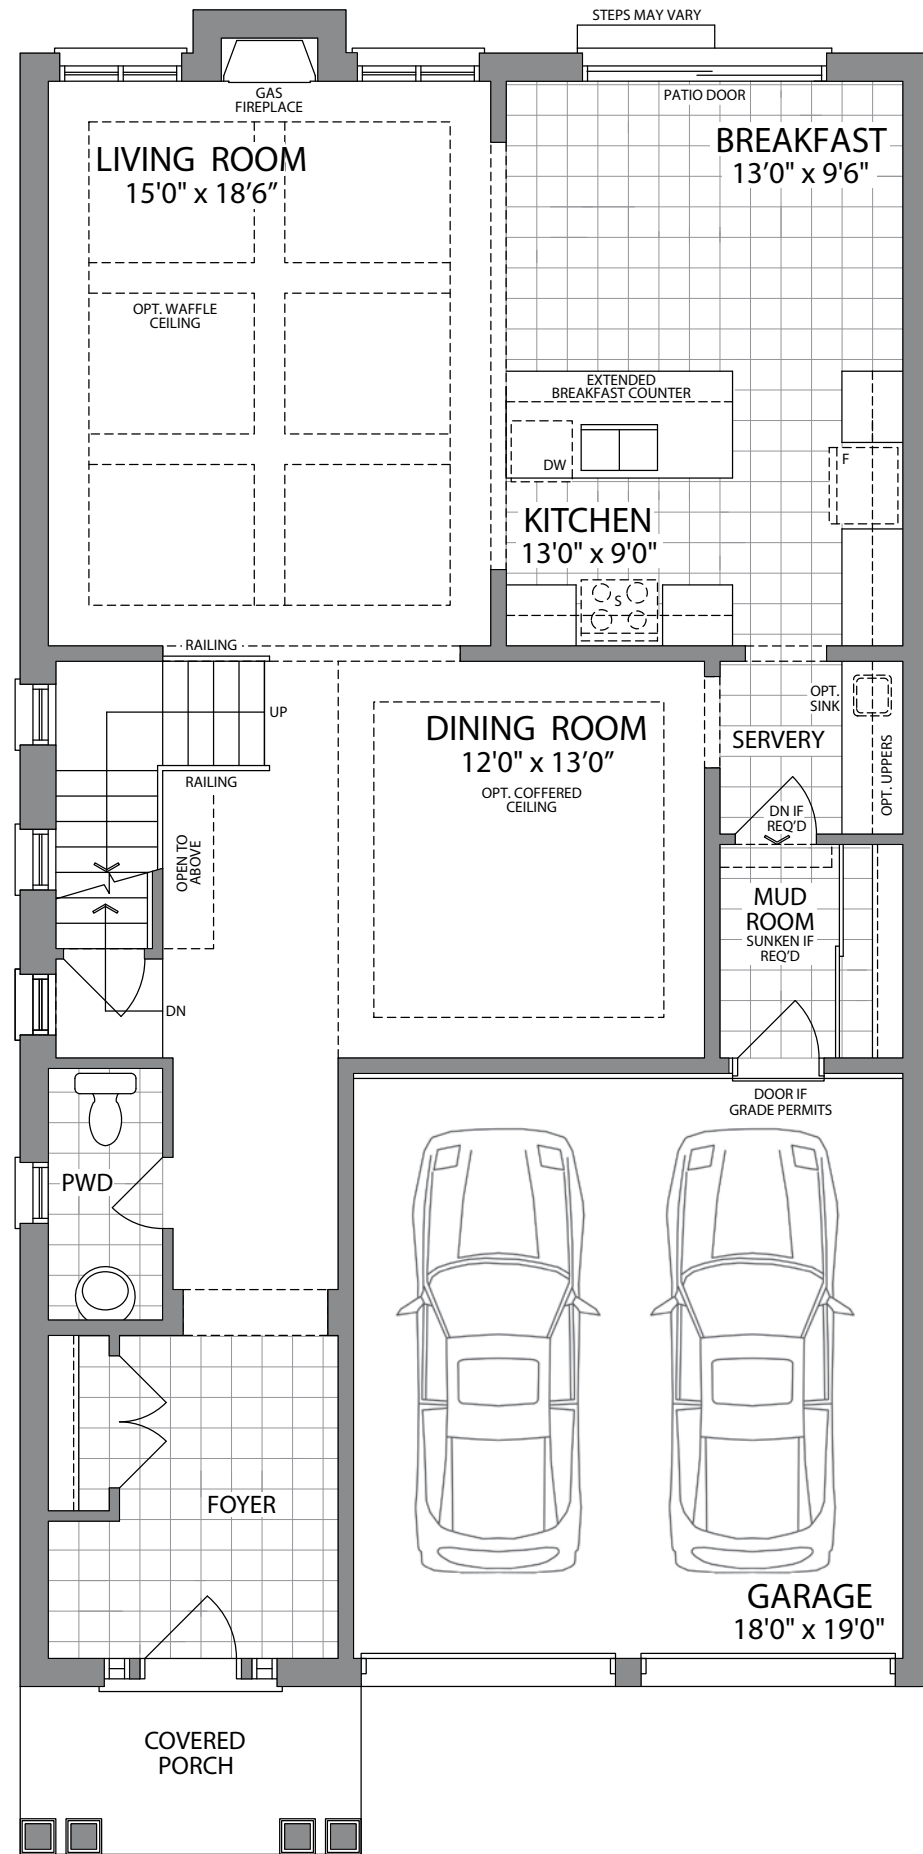 STEPS MAY VARY
GAS
FIREPLACE
PATIO DOOR
LIVING ROOM
15'0" x 18'6”
BREAKFAST
13’0" x 9'6"
OPT. WAFFLE
CEILING
EXTENDED
BREAKFAST COUNTER
DW
F
KITCHEN
13'0" x 9'0"
S
RAILING
UP
RAILING
DINING ROOM
12'0" x 13’0”
OPT. COFFERED
CEILING
OPT.
SINK
SERVERY
OPT. UPPERS
DN IF
REQ'D
OPEN TO
ABOVE
MUD
ROOM
SUNKEN IF
REQ'D
DN
DOOR IF
GRADE PERMITS
PWD
FOYER
GARAGE
18'0" x 19'0"
COVERED
PORCH